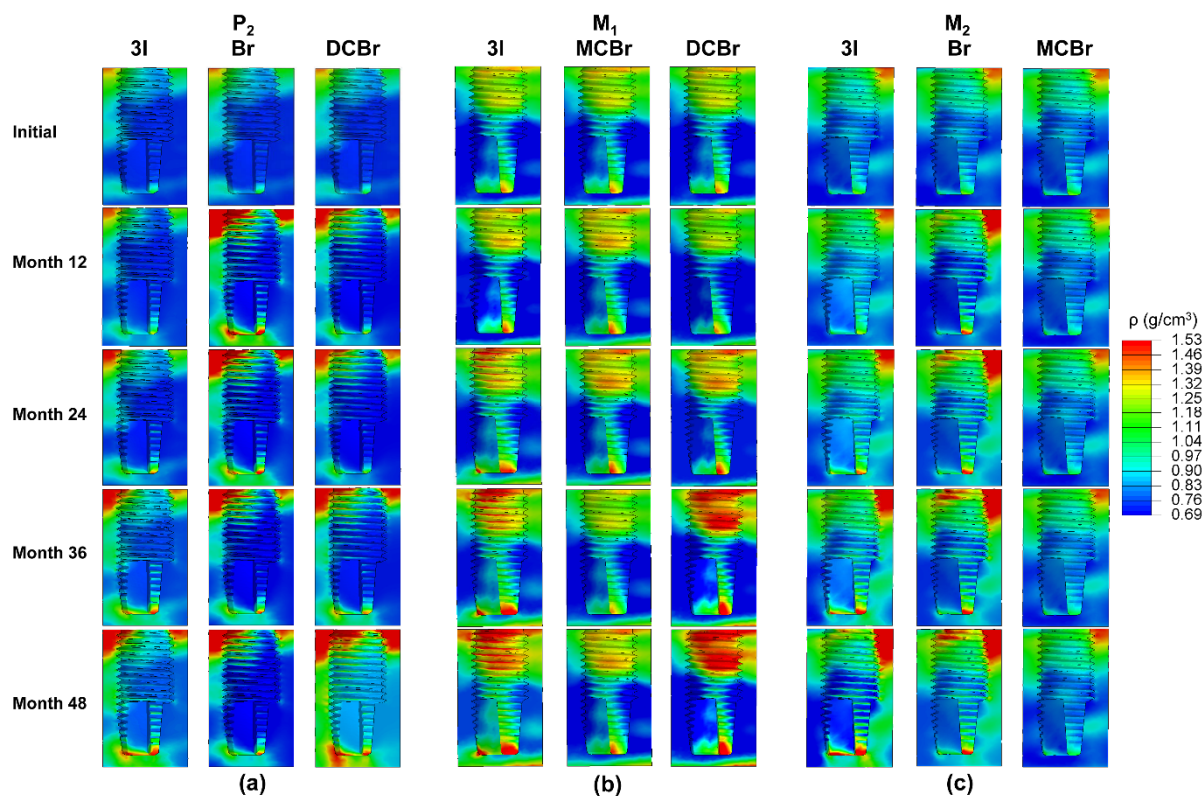 P₂
3I Br DCBr
M₁
3I MCBr DCBr
M₂
3I Br MCBr
Initial
Month 12
Month 24
Month 36
Month 48
ρ (g/cm³)
1.53
1.46
1.39
1.32
1.25
1.18
1.11
1.04
0.97
0.90
0.83
0.76
0.69
(a) (b) (c)